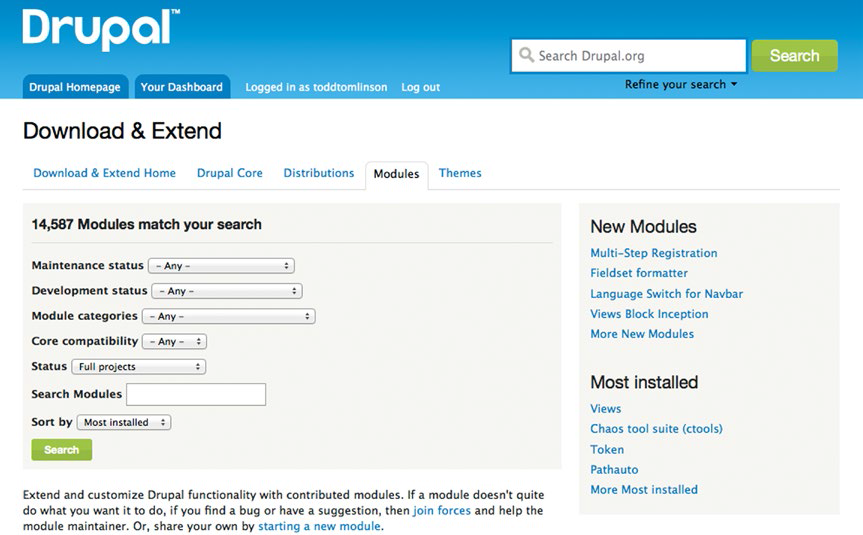 Drupal™
Search Drupal.org
Search
Refine your search
Drupal Homepage
Your Dashboard
Logged in as toddtomlinson
Log out
Download & Extend
Download & Extend Home
Drupal Core
Distributions
Modules
Themes
14,587 Modules match your search
Maintenance status – Any –
Development status – Any –
Module categories – Any –
Core compatibility – Any –
Status Full projects
Search Modules
Sort by Most installed
Search
Extend and customize Drupal functionality with contributed modules. If a module doesn't quite
do what you want it to do, if you find a bug or have a suggestion, then join forces and help the
module maintainer. Or, share your own by starting a new module.
New Modules
Multi-Step Registration
Fieldset formatter
Language Switch for Navbar
Views Block Inception
More New Modules
Most installed
Views
Chaos tool suite (ctools)
Token
Pathauto
More Most installed